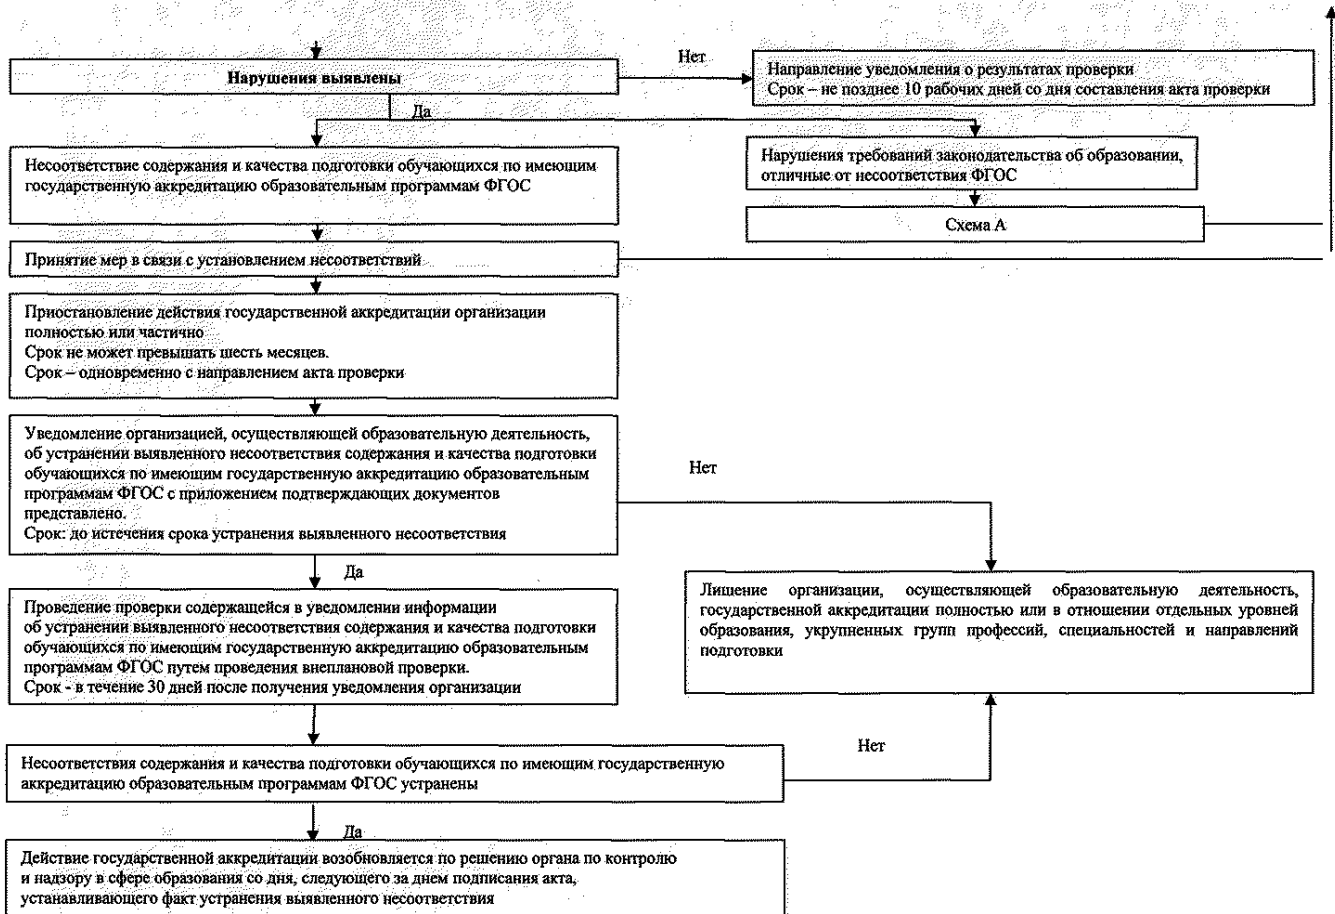 Нарушения выявлены
Нет
Направление уведомления о результатах проверки
Срок – не позднее 10 рабочих дней со дня составления акта проверки
Да
Несоответствие содержания и качества подготовки обучающихся по имеющим
государственную аккредитацию образовательным программам ФГОС
Нарушения требований законодательства об образовании,
отличные от несоответствия ФГОС
Схема А
Принятие мер в связи с установлением несоответствий
Приостановление действия государственной аккредитации организации
полностью или частично
Срок не может превышать шесть месяцев.
Срок – одновременно с направлением акта проверки
Уведомление организацией, осуществляющей образовательную деятельность,
об устранении выявленного несоответствия содержания и качества подготовки
обучающихся по имеющим государственную аккредитацию образовательным
программам ФГОС с приложением подтверждающих документов
представлено.
Срок: до истечения срока устранения выявленного несоответствия
Нет
Да
Проведение проверки содержащейся в уведомлении информации
об устранении выявленного несоответствия содержания и качества подготовки
обучающихся по имеющим государственную аккредитацию образовательным
программам ФГОС путем проведения внеплановой проверки.
Срок - в течение 30 дней после получения уведомления организации
Лишение организации, осуществляющей образовательную деятельность,
государственной аккредитации полностью или в отношении отдельных уровней
образования, укрупненных групп профессий, специальностей и направлений
подготовки
Несоответствия содержания и качества подготовки обучающихся по имеющим государственную
аккредитацию образовательным программам ФГОС устранены
Нет
Да
Действие государственной аккредитации возобновляется по решению органа по контролю
и надзору в сфере образования со дня, следующего за днем подписания акта,
устанавливающего факт устранения выявленного несоответствия